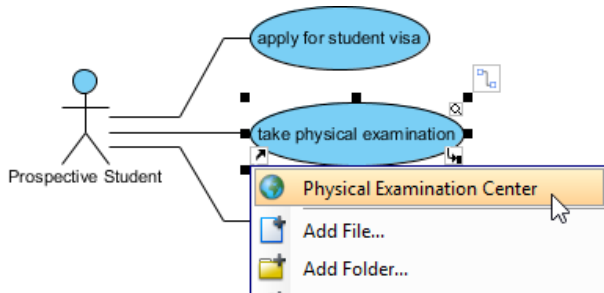 apply for student visa
take physical examination
Prospective Student
Physical Examination Center
Add File...
Add Folder...